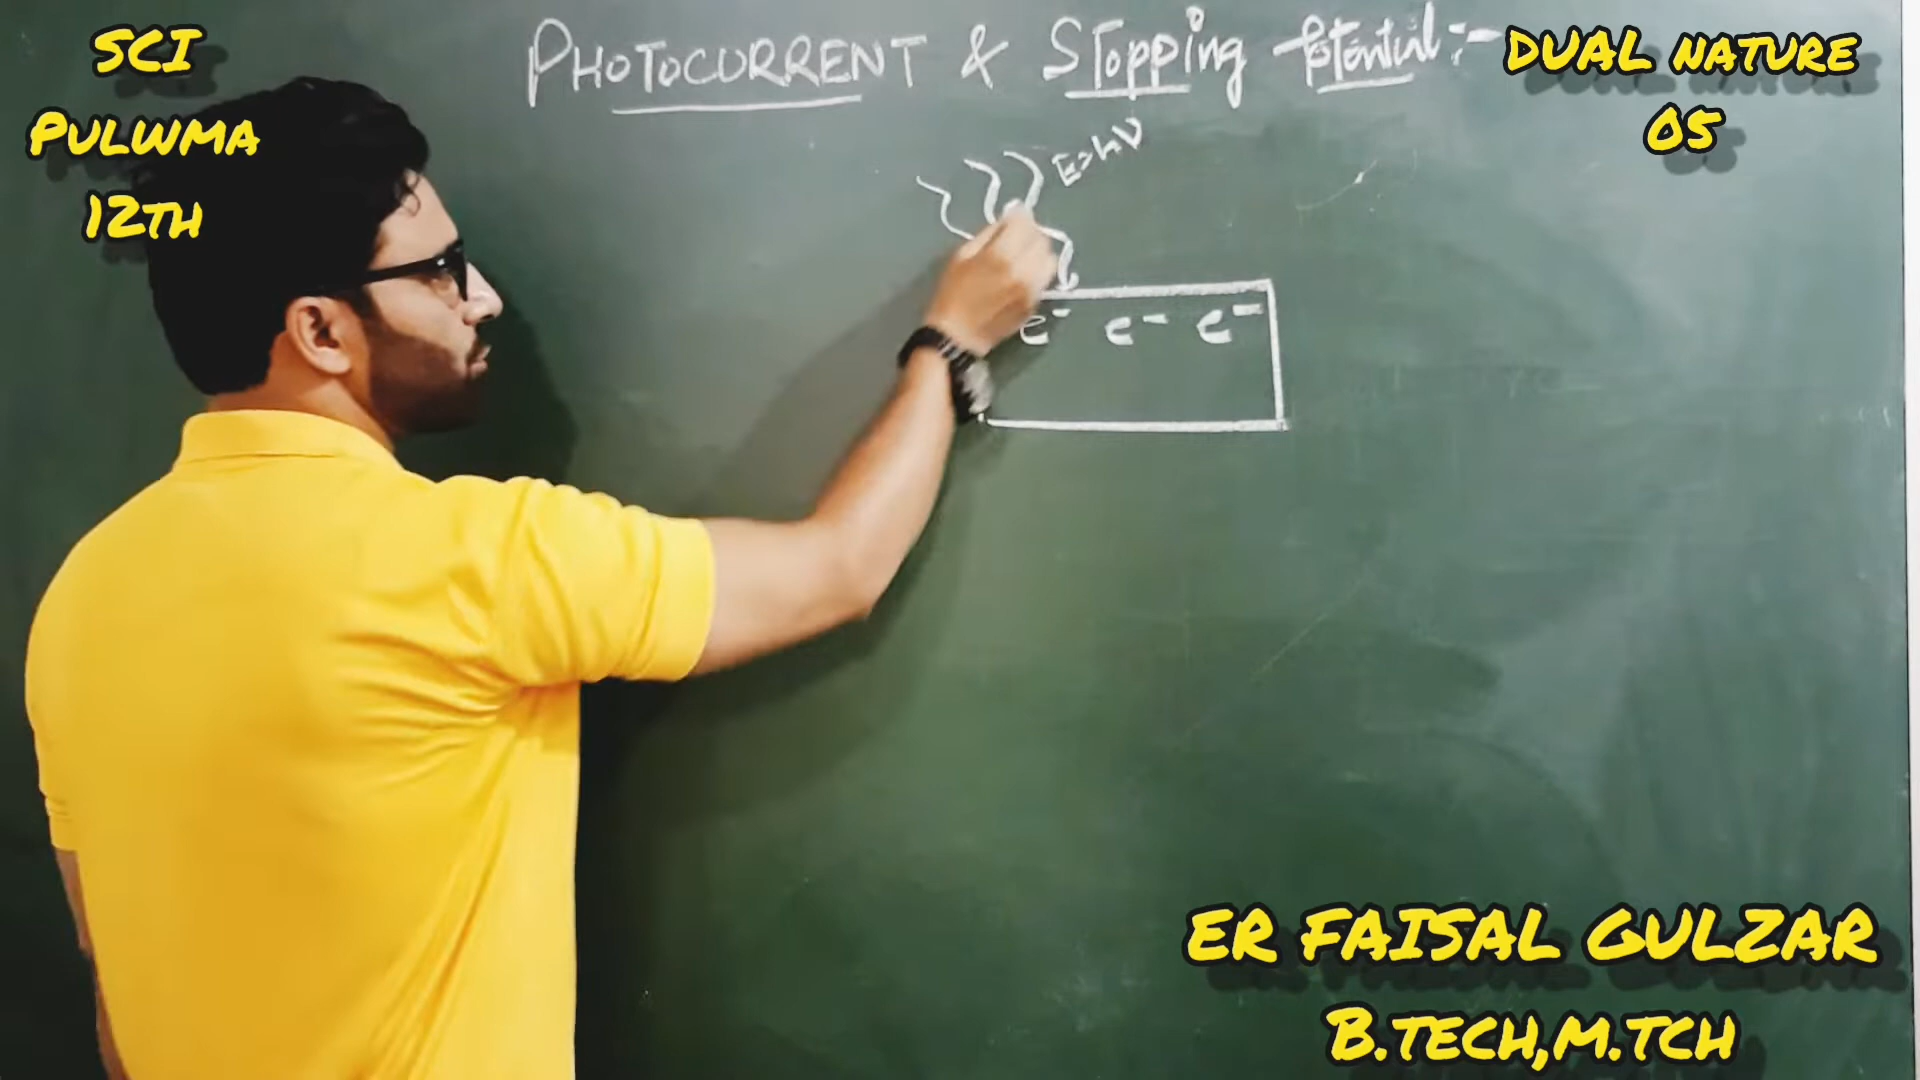 SCI
PULWMA
12TH
PHOTOCURRENT & STopping Potential :-
DUAL NATURE
05
E=hν
e⁻ e⁻ e⁻
ER FAISAL GULZAR
B.TECH,M.TCH